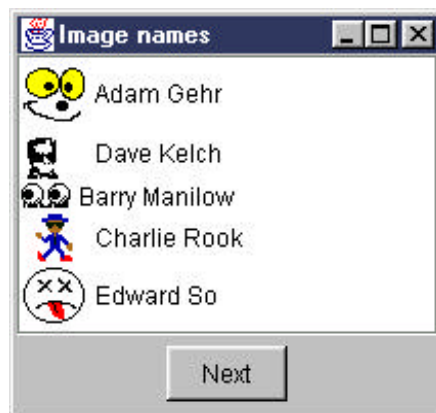 Image names
Adam Gehr
Dave Kelch
Barry Manilow
Charlie Rook
Edward So
Next